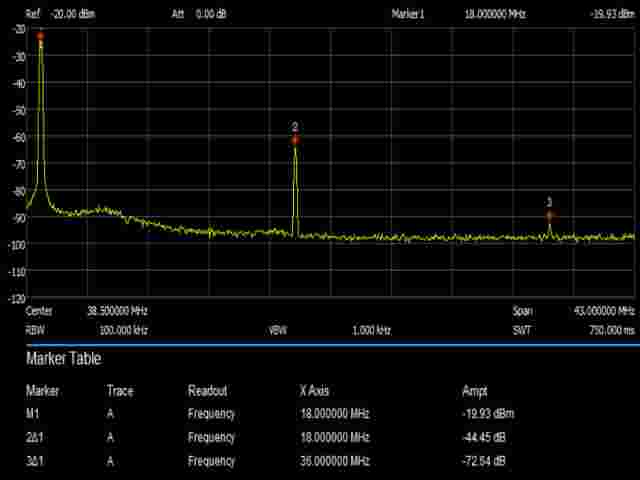 Ref -20.00 dBm Att 0.00 dB Marker1 18.000000 MHz -19.93 dBm
-20
1
-30
-40
-50
2
-60
-70
-80
3
-90
-100
-110
-120
Center 38.500000 MHz Span 43.000000 MHz
RBW 100.000 kHz VBW 1.000 kHz SWT 750.000 ms
Marker Table
Marker Trace Readout X Axis Ampt
M1 A Frequency 18.000000 MHz -19.93 dBm
2Δ1 A Frequency 18.000000 MHz -44.45 dB
3Δ1 A Frequency 36.000000 MHz -72.54 dB